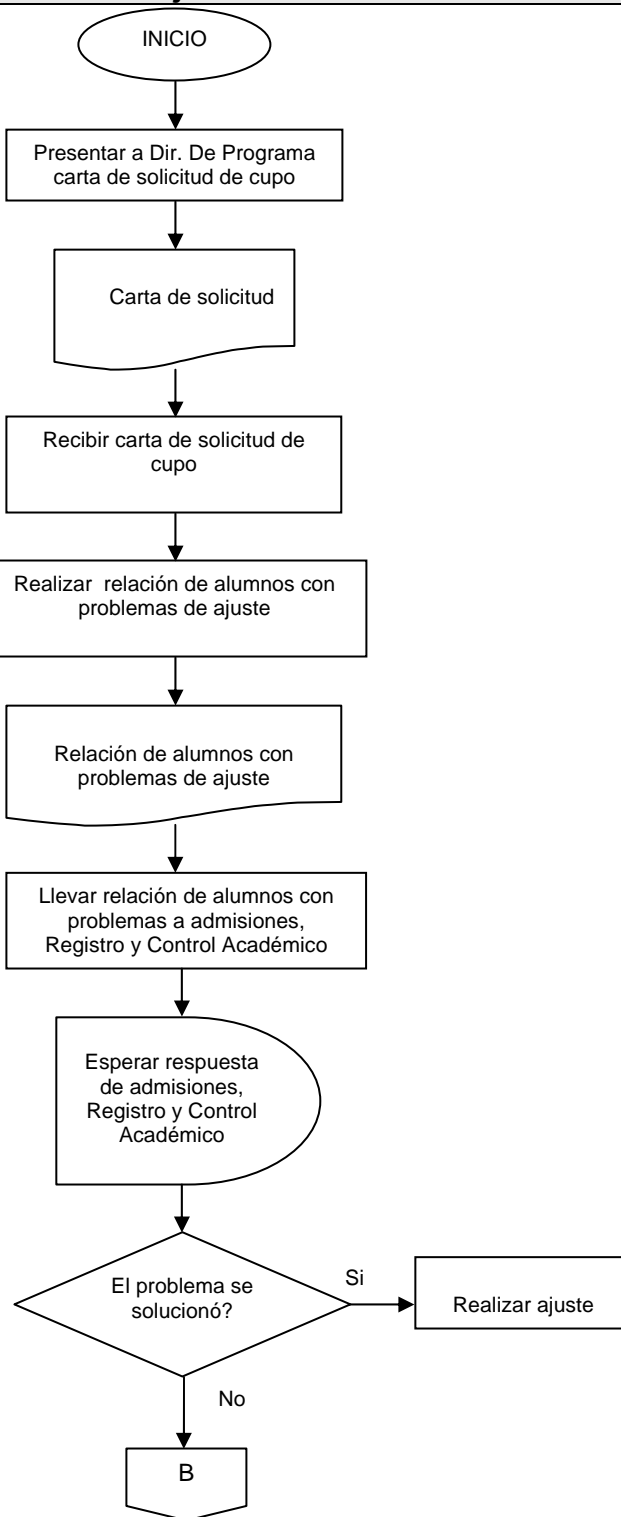 INICIO
Presentar a Dir. De Programa
carta de solicitud de cupo
Carta de solicitud
Recibir carta de solicitud de
cupo
Realizar relación de alumnos con
problemas de ajuste
Relación de alumnos con
problemas de ajuste
Llevar relación de alumnos con
problemas a admisiones,
Registro y Control Académico
Esperar respuesta
de admisiones,
Registro y Control
Académico
El problema se
solucionó?
Si
Realizar ajuste
No
B